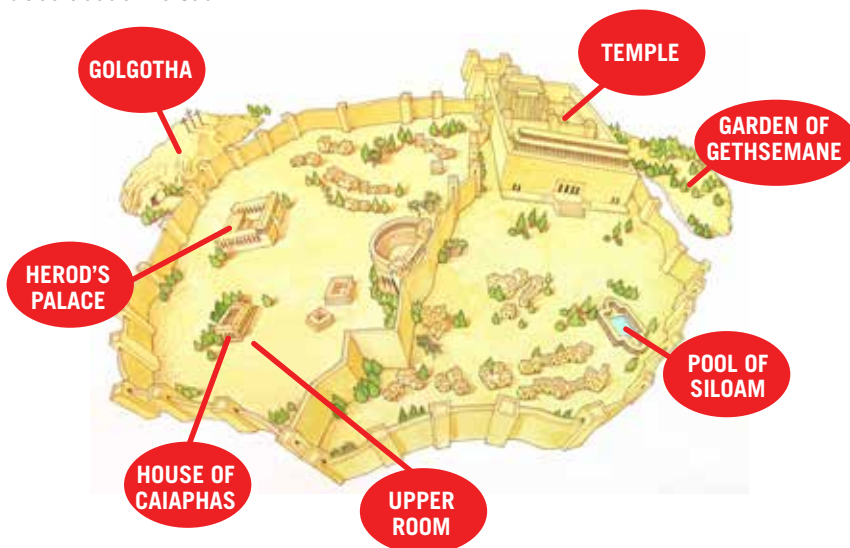 GOLGOTHA
TEMPLE
GARDEN OF
GETHSEMANE
HEROD'S
PALACE
POOL OF
SILOAM
HOUSE OF
CAIAPHAS
UPPER
ROOM